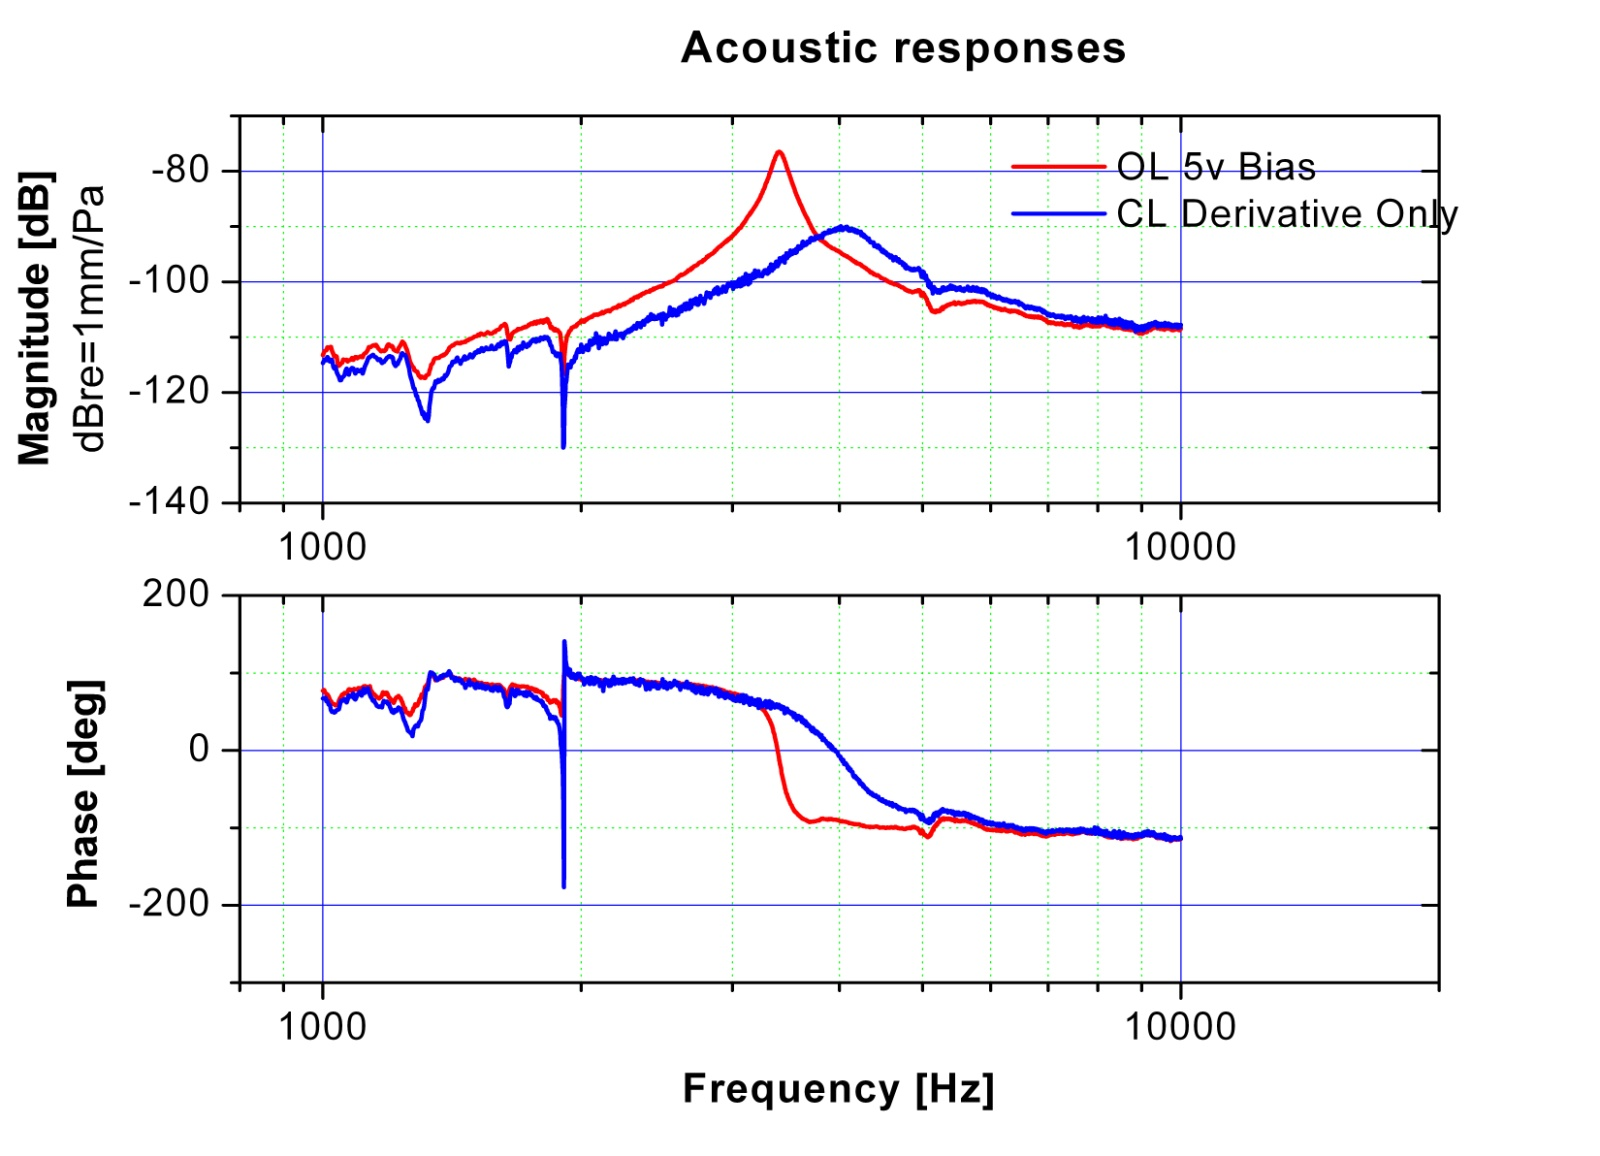 Acoustic responses
Magnitude [dB]
dBre=1mm/Pa
-80
-100
-120
-140
OL 5v Bias
CL Derivative Only
1000
10000
Phase [deg]
200
0
-200
1000
10000
Frequency [Hz]